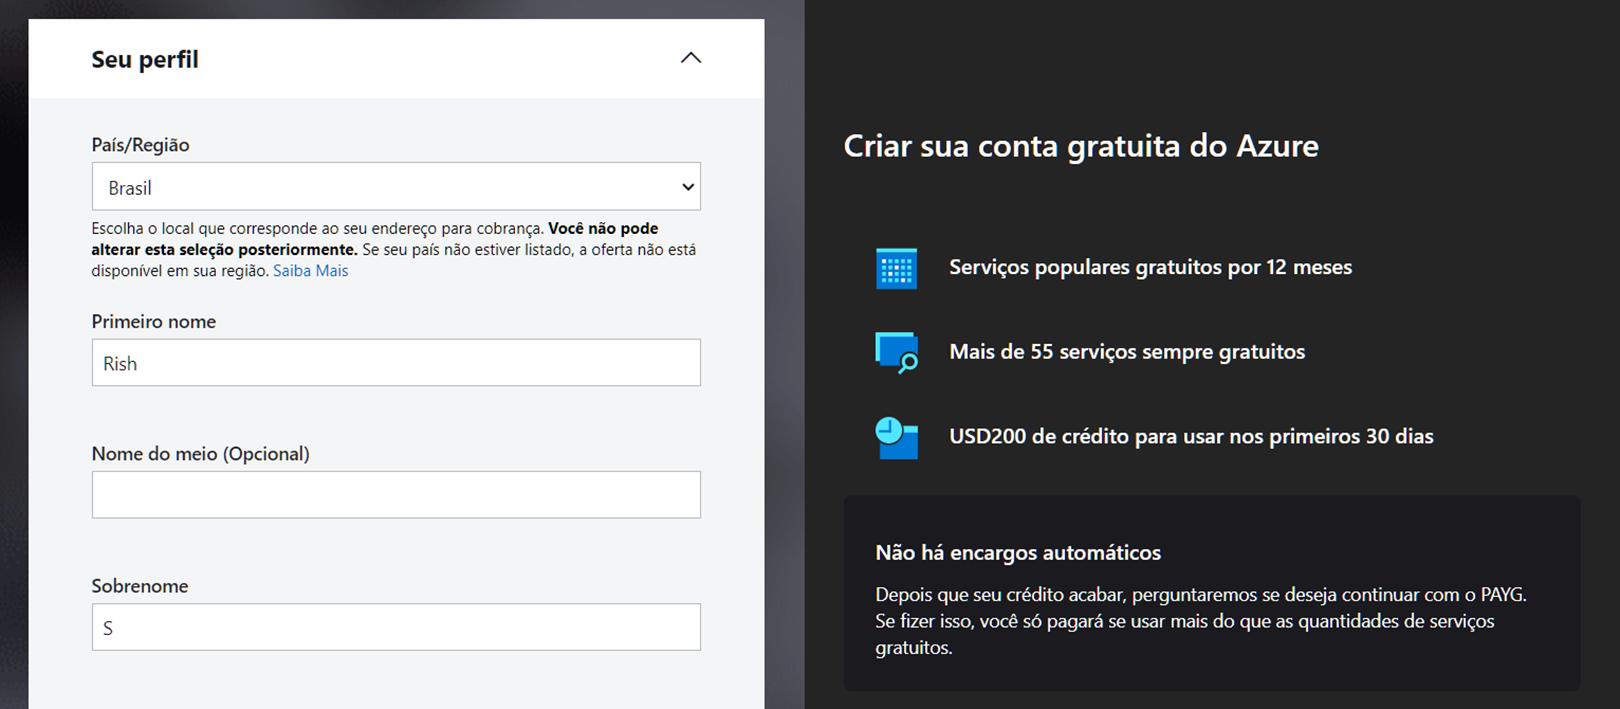 Seu perfil
País/Região
Brasil
Escolha o local que corresponde ao seu endereço para cobrança. Você não pode
alterar esta seleção posteriormente. Se seu país não estiver listado, a oferta não está
disponível em sua região. Saiba Mais
Primeiro nome
Rish
Nome do meio (Opcional)
Sobrenome
S
Criar sua conta gratuita do Azure
Serviços populares gratuitos por 12 meses
Mais de 55 serviços sempre gratuitos
USD200 de crédito para usar nos primeiros 30 dias
Não há encargos automáticos
Depois que seu crédito acabar, perguntaremos se deseja continuar com o PAYG.
Se fizer isso, você só pagará se usar mais do que as quantidades de serviços
gratuitos.